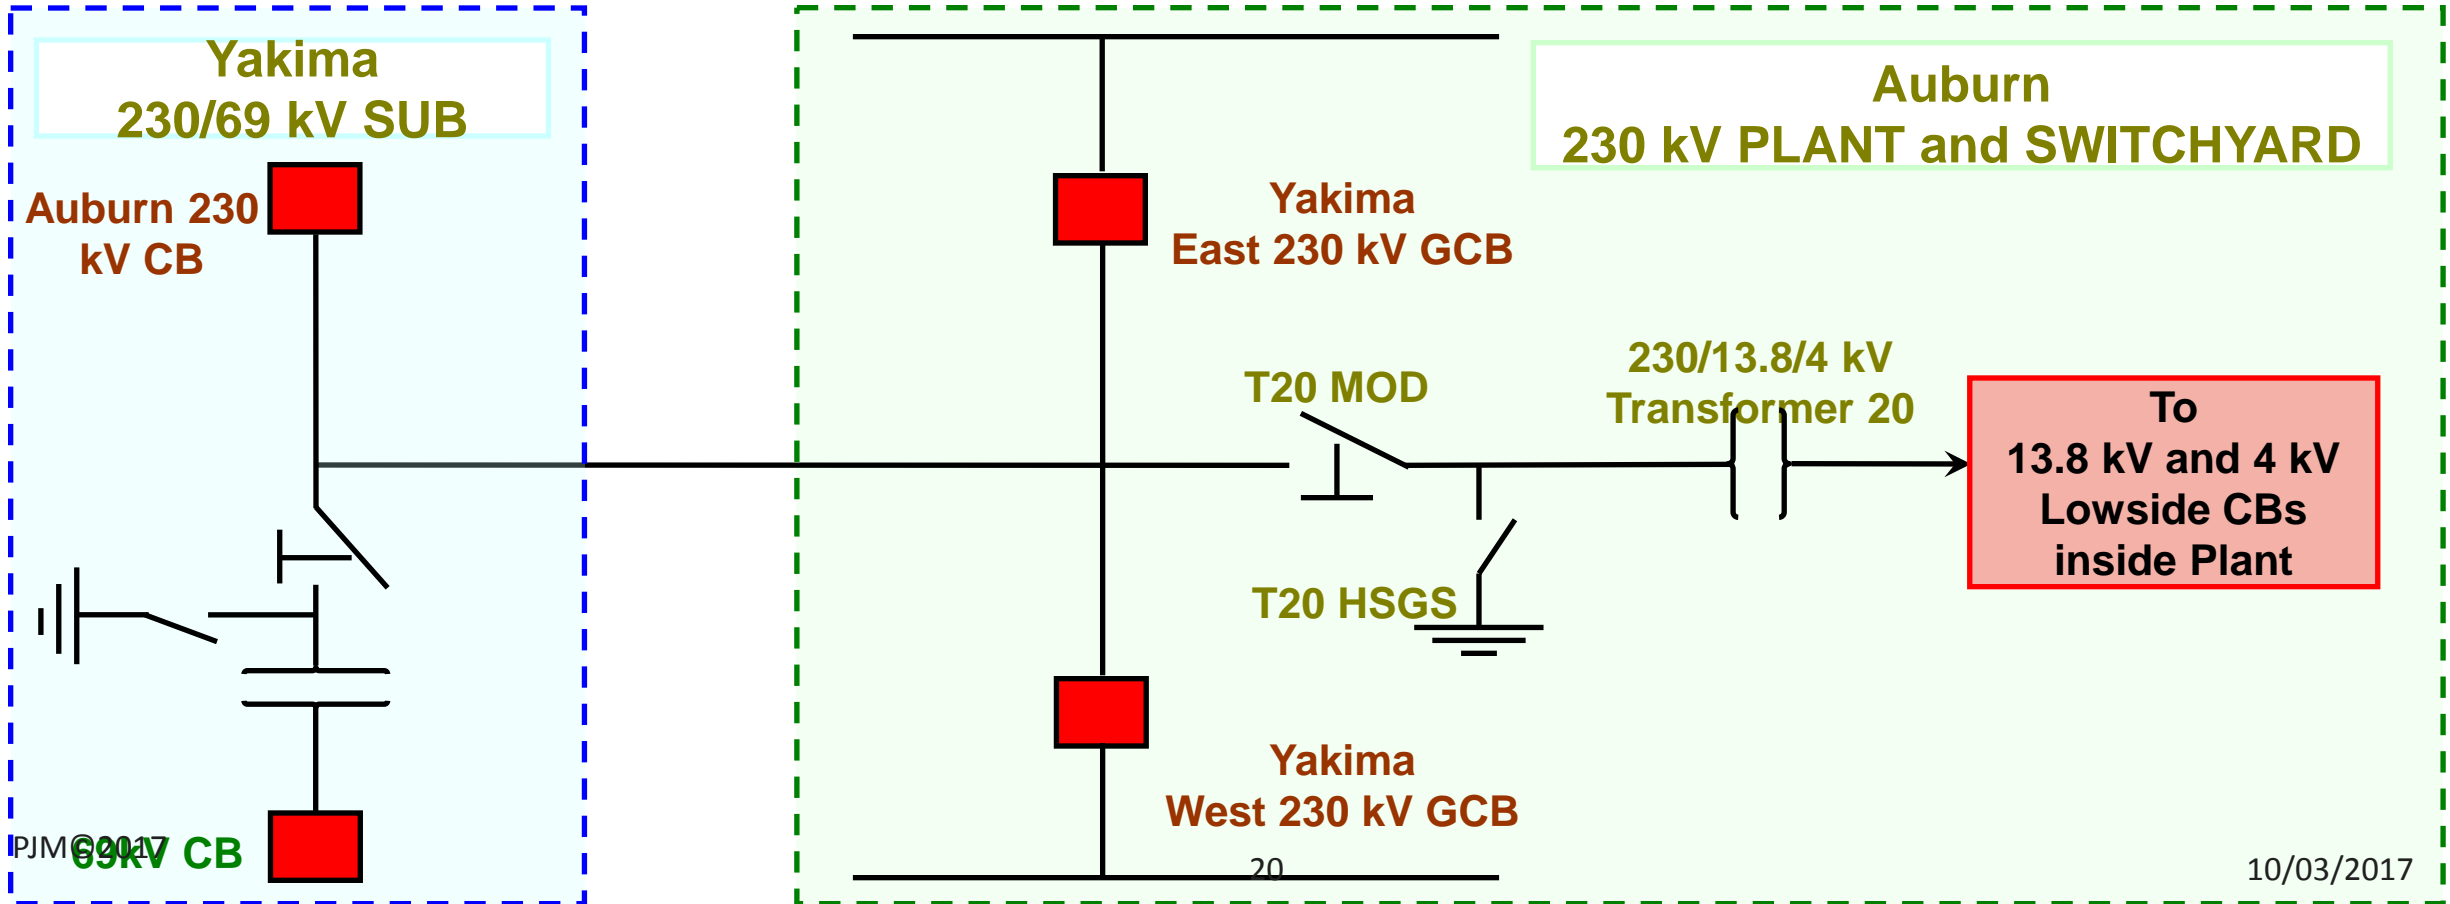 Yakima
230/69 kV SUB
Auburn 230
kV CB
69kV CB
Auburn
230 kV PLANT and SWITCHYARD
Yakima
East 230 kV GCB
T20 MOD
230/13.8/4 kV
Transformer 20
To
13.8 kV and 4 kV
Lowside CBs
inside Plant
T20 HSGS
Yakima
West 230 kV GCB
PJM©2017
20
10/03/2017